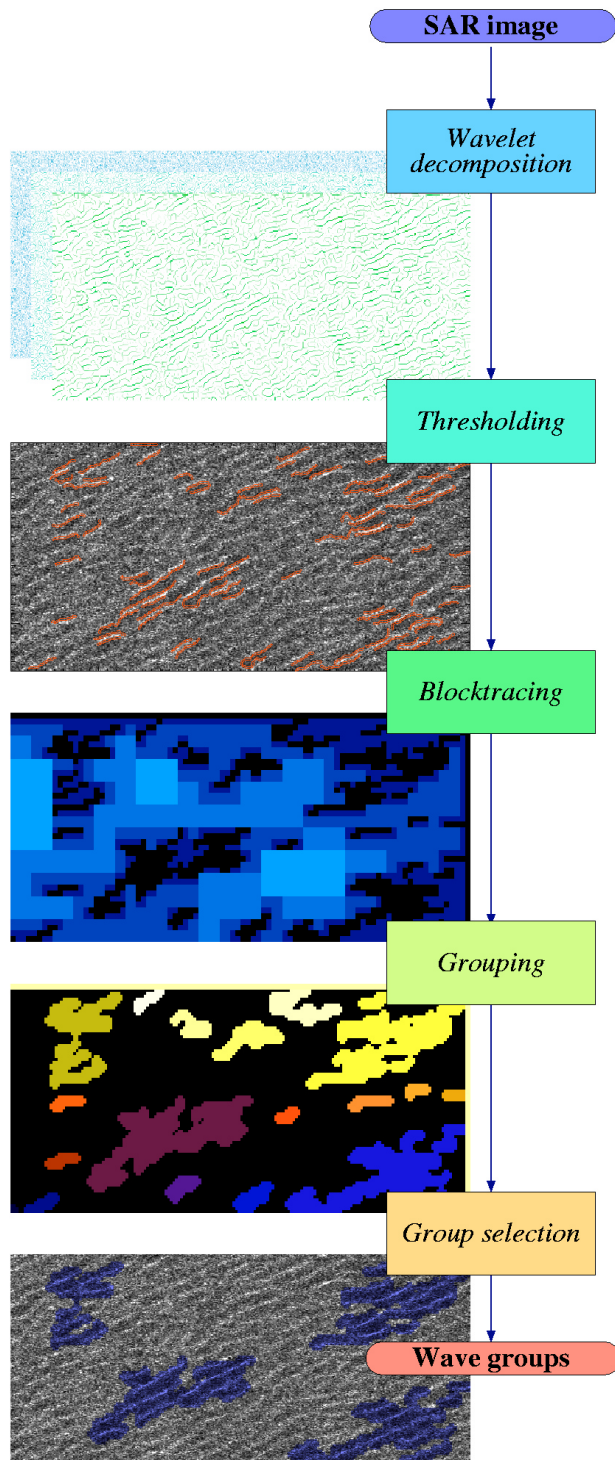 SAR image
Wavelet
decomposition
Thresholding
Blocktracing
Grouping
Group selection
Wave groups